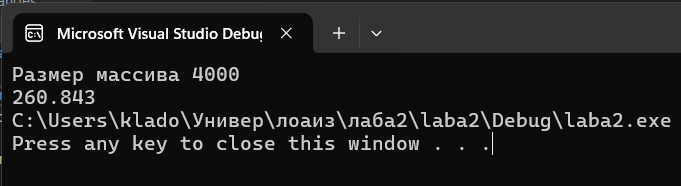 Microsoft Visual Studio Debug
Размер массива 4000
260.843
C:\Users\klado\Универ\лоаиз\лаба2\laba2\Debug\laba2.exe
Press any key to close this window . . .